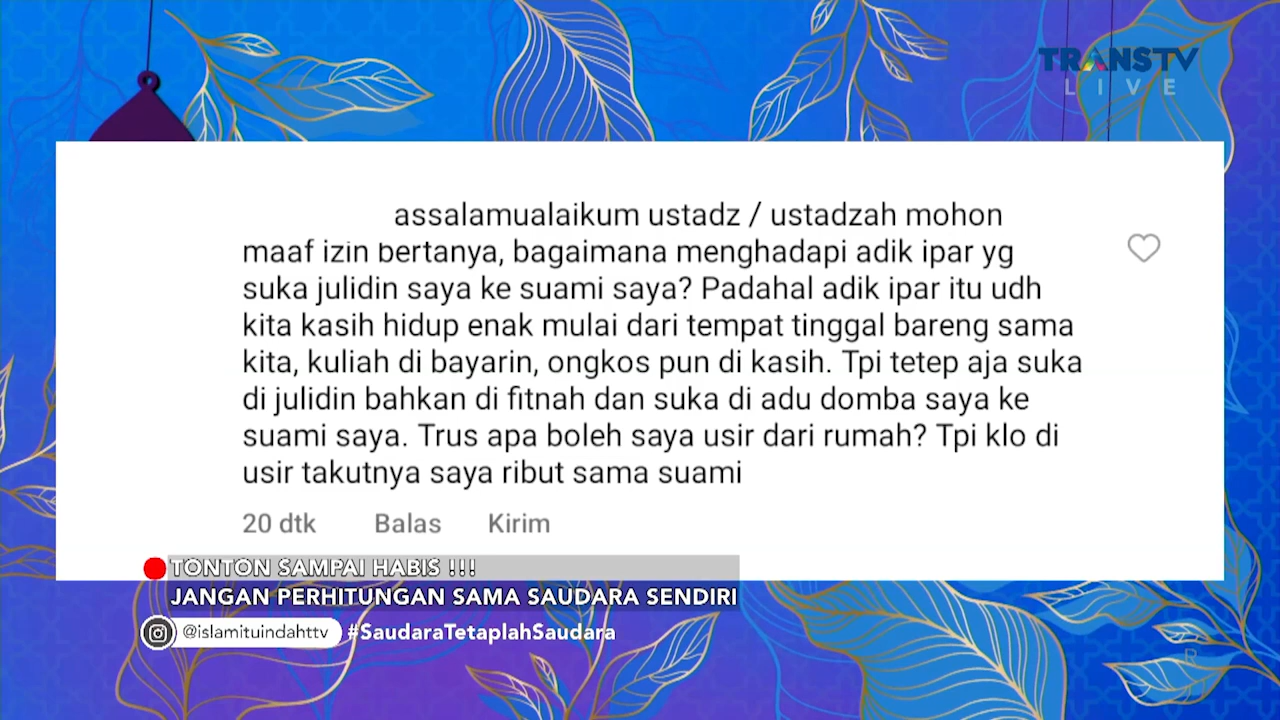 TRANSTV
LIVE
assalamualaikum ustadz / ustadzah mohon
maaf izin bertanya, bagaimana menghadapi adik ipar yg
suka julidin saya ke suami saya? Padahal adik ipar itu udh
kita kasih hidup enak mulai dari tempat tinggal bareng sama
kita, kuliah di bayarin, ongkos pun di kasih. Tpi tetep aja suka
di julidin bahkan di fitnah dan suka di adu domba saya ke
suami saya. Trus apa boleh saya usir dari rumah? Tpi klo di
usir takutnya saya ribut sama suami
20 dtk Balas Kirim
TONTON SAMPAI HABIS !!!
JANGAN PERHITUNGAN SAMA SAUDARA SENDIRI
@islamituindahttv #SaudaraTetaplahSaudara
R